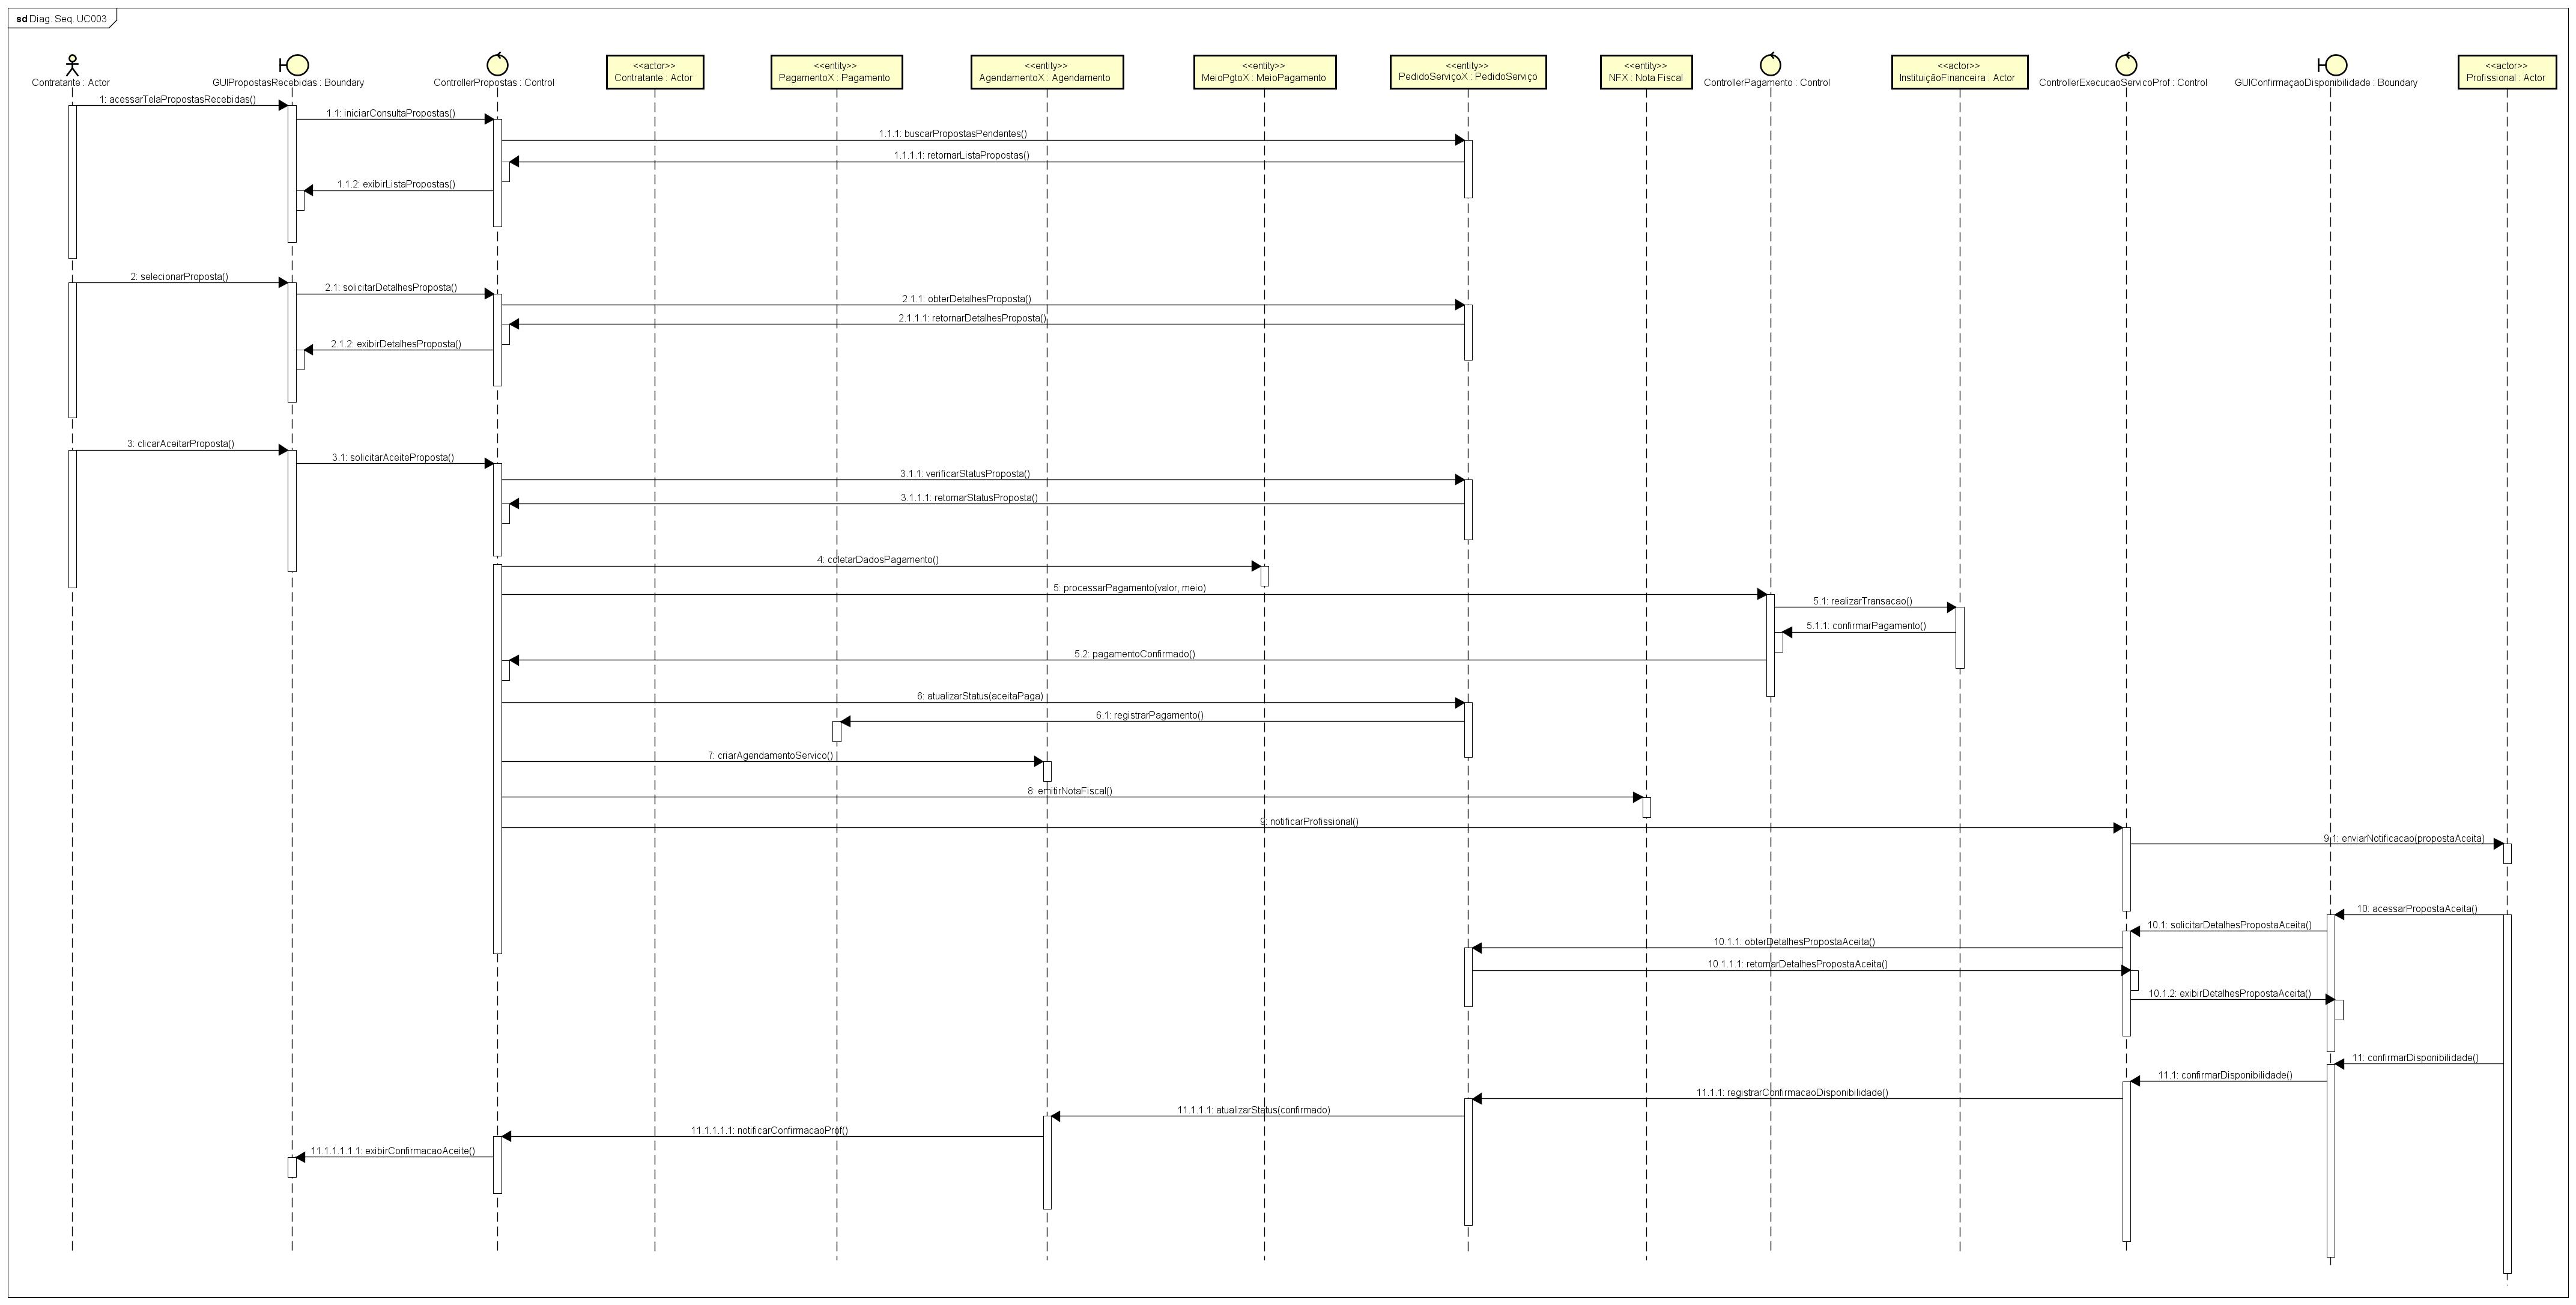 sd Diag. Seq. UC003
Contratante : Actor
GUIPropostasRecebidas : Boundary
ControllerPropostas : Control
<<actor>>
Contratante : Actor
<<entity>>
PagamentoX : Pagamento
<<entity>>
AgendamentoX : Agendamento
<<entity>>
MeioPgtoX : MeioPagamento
<<entity>>
PedidoServiçoX : PedidoServiço
<<entity>>
NFX : Nota Fiscal
ControllerPagamento : Control
<<actor>>
InstituiçãoFinanceira : Actor
ControllerExecucaoServicoProf : Control
GUIConfirmaçaoDisponibilidade : Boundary
<<actor>>
Profissional : Actor
1: acessarTelaPropostasRecebidas()
1.1: iniciarConsultaPropostas()
1.1.1: buscarPropostasPendentes()
1.1.1.1: retornarListaPropostas()
1.1.2: exibirListaPropostas()
2: selecionarProposta()
2.1: solicitarDetalhesProposta()
2.1.1: obterDetalhesProposta()
2.1.1.1: retornarDetalhesProposta()
2.1.2: exibirDetalhesProposta()
3: clicarAceitarProposta()
3.1: solicitarAceiteProposta()
3.1.1: verificarStatusProposta()
3.1.1.1: retornarStatusProposta()
4: coletarDadosPagamento()
5: processarPagamento(valor, meio)
5.1: realizarTransacao()
5.1.1: confirmarPagamento()
5.2: pagamentoConfirmado()
6: atualizarStatus(aceitaPaga)
6.1: registrarPagamento()
7: criarAgendamentoServico()
8: emitirNotaFiscal()
9: notificarProfissional()
9.1: enviarNotificacao(propostaAceita)
10: acessarPropostaAceita()
10.1: solicitarDetalhesPropostaAceita()
10.1.1: obterDetalhesPropostaAceita()
10.1.1.1: retornarDetalhesPropostaAceita()
10.1.2: exibirDetalhesPropostaAceita()
11: confirmarDisponibilidade()
11.1: confirmarDisponibilidade()
11.1.1: registrarConfirmacaoDisponibilidade()
11.1.1.1: atualizarStatus(confirmado)
11.1.1.1.1: notificarConfirmacaoProf()
11.1.1.1.1.1: exibirConfirmacaoAceite()